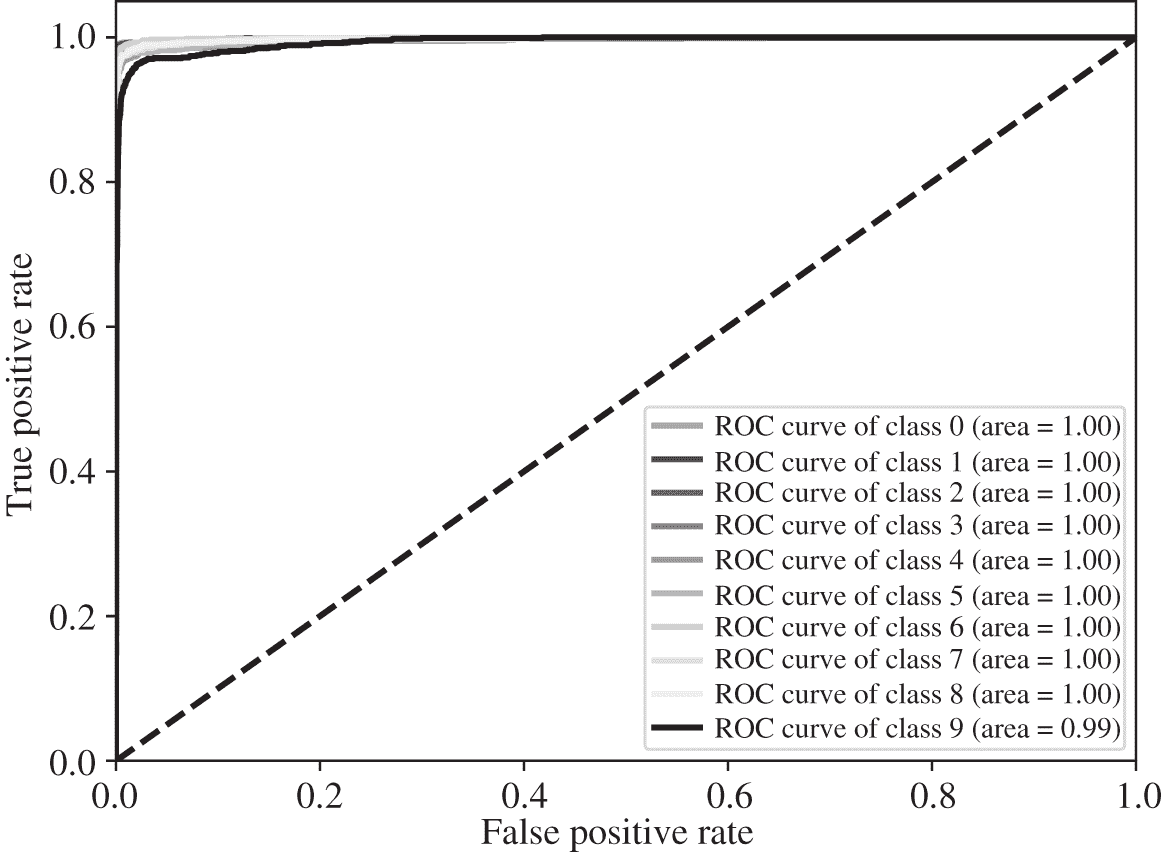 1.0
0.8
0.6
0.4
0.2
0.0
True positive rate
ROC curve of class 0 (area = 1.00)
ROC curve of class 1 (area = 1.00)
ROC curve of class 2 (area = 1.00)
ROC curve of class 3 (area = 1.00)
ROC curve of class 4 (area = 1.00)
ROC curve of class 5 (area = 1.00)
ROC curve of class 6 (area = 1.00)
ROC curve of class 7 (area = 1.00)
ROC curve of class 8 (area = 1.00)
ROC curve of class 9 (area = 0.99)
0.0 0.2 0.4 0.6 0.8 1.0
False positive rate